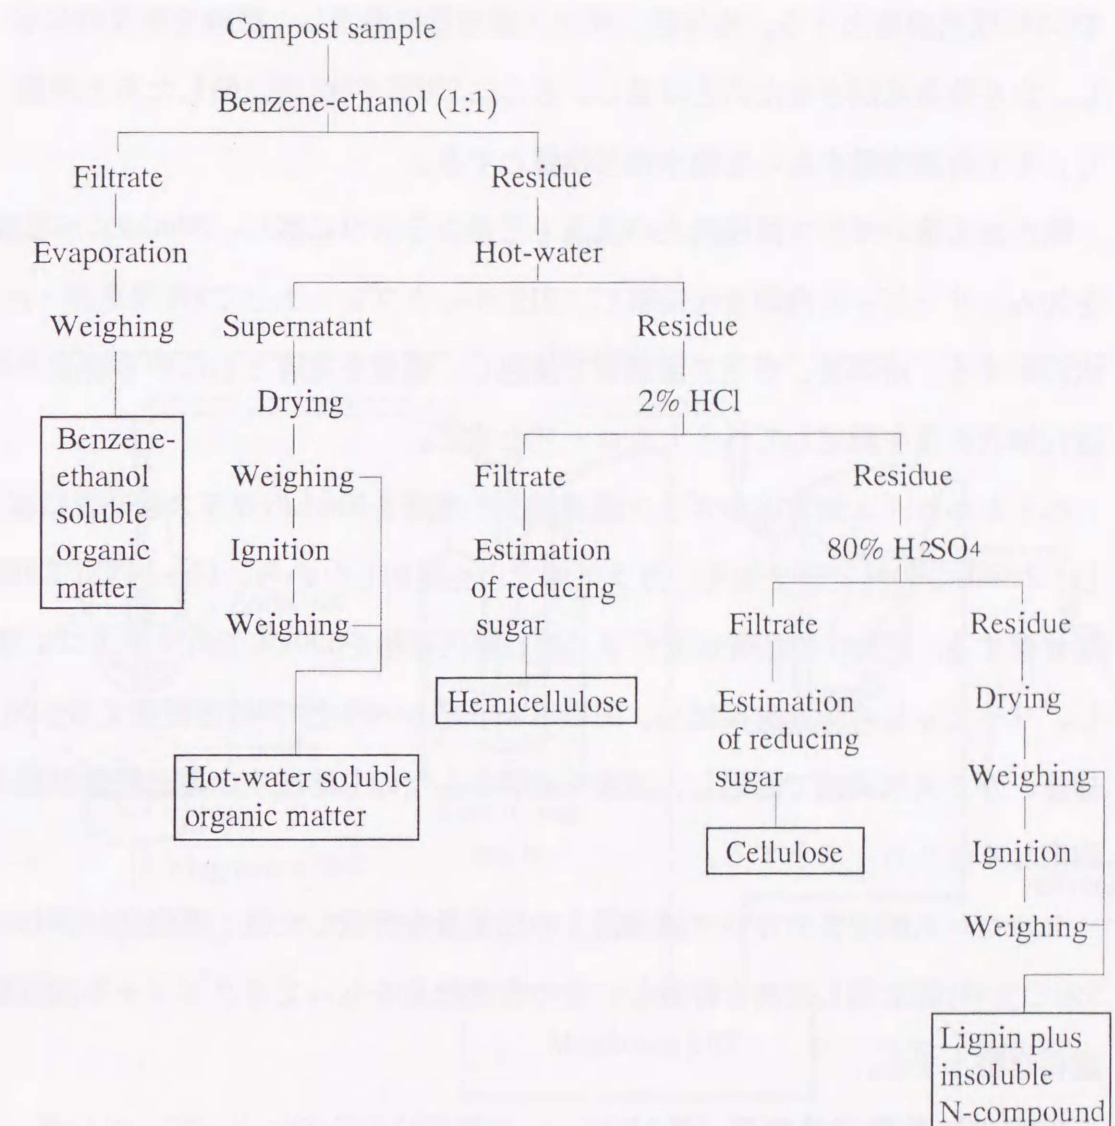 Compost sample
Benzene-ethanol (1:1)
Filtrate
Residue
Evaporation
Hot-water
Weighing
Supernatant
Residue
Drying
2% HCl
Benzene-
ethanol
soluble
organic
matter
Weighing
Filtrate
Residue
Ignition
Estimation
of reducing
sugar
80% H2SO4
Weighing
Filtrate
Residue
Hemicellulose
Estimation
of reducing
sugar
Drying
Hot-water soluble
organic matter
Weighing
Cellulose
Ignition
Weighing
Lignin plus
insoluble
N-compound